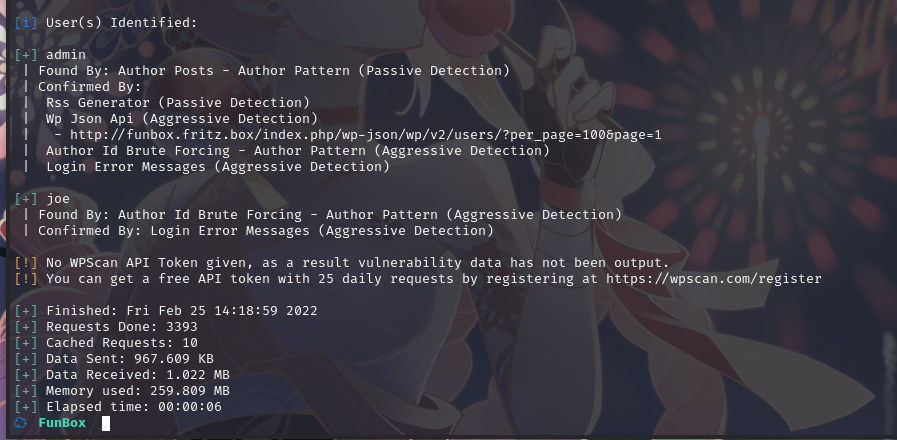 [i] User(s) Identified:
[+] admin
| Found By: Author Posts - Author Pattern (Passive Detection)
| Confirmed By:
|  Rss Generator (Passive Detection)
|  Wp Json Api (Aggressive Detection)
|   - http://funbox.fritz.box/index.php/wp-json/wp/v2/users/?per_page=100&page=1
|  Author Id Brute Forcing - Author Pattern (Aggressive Detection)
|  Login Error Messages (Aggressive Detection)
[+] joe
| Found By: Author Id Brute Forcing - Author Pattern (Aggressive Detection)
| Confirmed By: Login Error Messages (Aggressive Detection)
[!] No WPScan API Token given, as a result vulnerability data has not been output.
[!] You can get a free API token with 25 daily requests by registering at https://wpscan.com/register
[+] Finished: Fri Feb 25 14:18:59 2022
[+] Requests Done: 3393
[+] Cached Requests: 10
[+] Data Sent: 967.609 KB
[+] Data Received: 1.022 MB
[+] Memory used: 259.809 MB
[+] Elapsed time: 00:00:06
FunBox